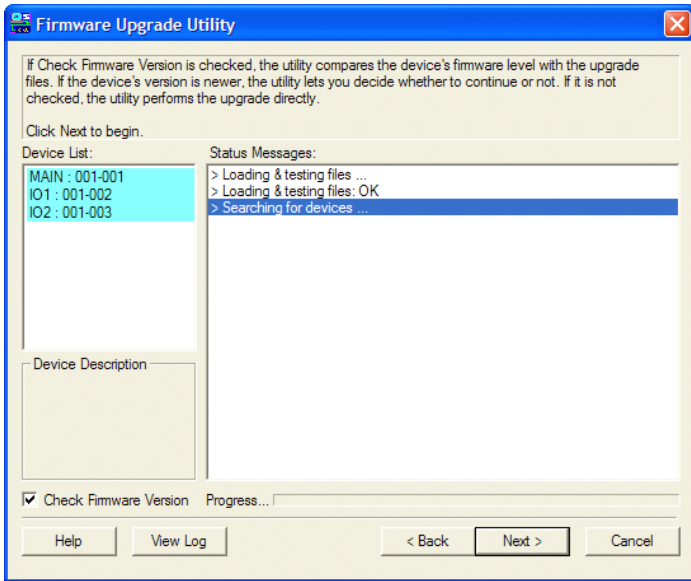 Firmware Upgrade Utility
If Check Firmware Version is checked, the utility compares the device's firmware level with the upgrade
files. If the device's version is newer, the utility lets you decide whether to continue or not. If it is not
checked, the utility performs the upgrade directly.
Click Next to begin.
Device List:
MAIN : 001-001
IO1 : 001-002
IO2 : 001-003
Status Messages:
> Loading & testing files ...
> Loading & testing files: OK
> Searching for devices ...
Device Description
Check Firmware Version
Progress...
Help
View Log
< Back
Next >
Cancel